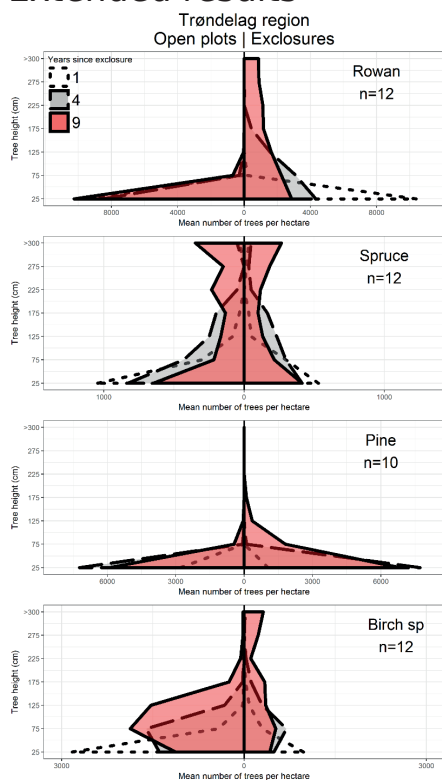 Extended results
Trøndelag region
Open plots | Exclosures
Years since exclosure
1
4
9
Rowan
n=12
Tree height (cm)
>300
275
225
175
125
75
25
8000 4000 0 4000 8000
Mean number of trees per hectare
Spruce
n=12
Tree height (cm)
>300
275
225
175
125
75
25
1000 0 1000
Mean number of trees per hectare
Pine
n=10
Tree height (cm)
>300
275
225
175
125
75
25
6000 3000 0 3000 6000
Mean number of trees per hectare
Birch sp
n=12
Tree height (cm)
>300
275
225
175
125
75
25
3000 0 3000
Mean number of trees per hectare